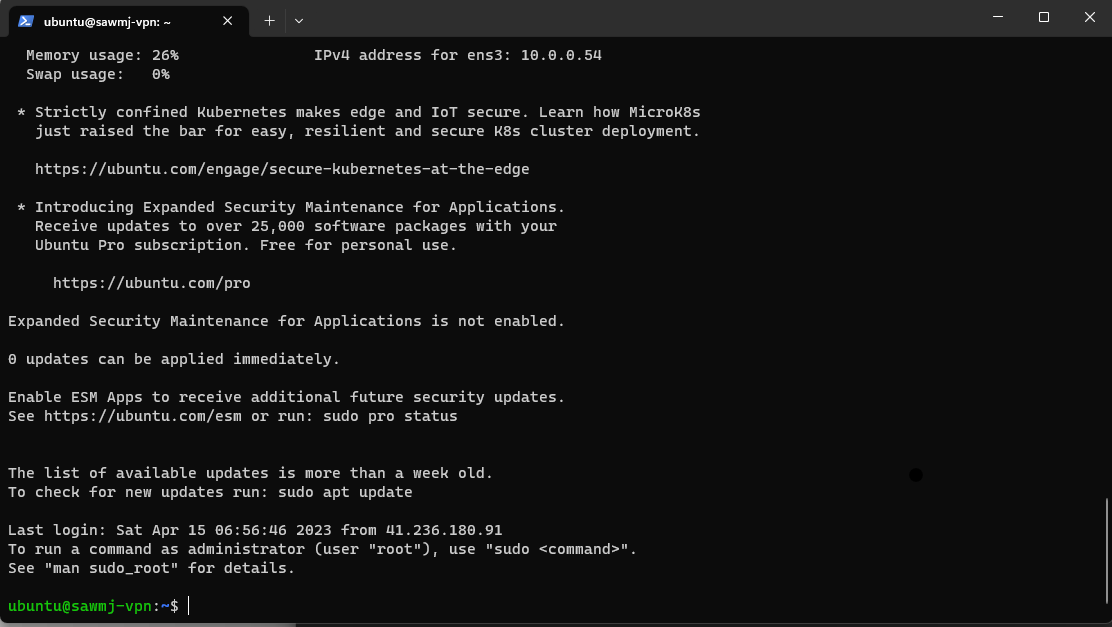 ubuntu@sawmj-vpn: ~
Memory usage: 26% IPv4 address for ens3: 10.0.0.54
Swap usage: 0%
* Strictly confined Kubernetes makes edge and IoT secure. Learn how MicroK8s
just raised the bar for easy, resilient and secure K8s cluster deployment.
https://ubuntu.com/engage/secure-kubernetes-at-the-edge
* Introducing Expanded Security Maintenance for Applications.
Receive updates to over 25,000 software packages with your
Ubuntu Pro subscription. Free for personal use.
https://ubuntu.com/pro
Expanded Security Maintenance for Applications is not enabled.
0 updates can be applied immediately.
Enable ESM Apps to receive additional future security updates.
See https://ubuntu.com/esm or run: sudo pro status
The list of available updates is more than a week old.
To check for new updates run: sudo apt update
Last login: Sat Apr 15 06:56:46 2023 from 41.236.180.91
To run a command as administrator (user "root"), use "sudo <command>".
See "man sudo_root" for details.
ubuntu@sawmj-vpn:~$